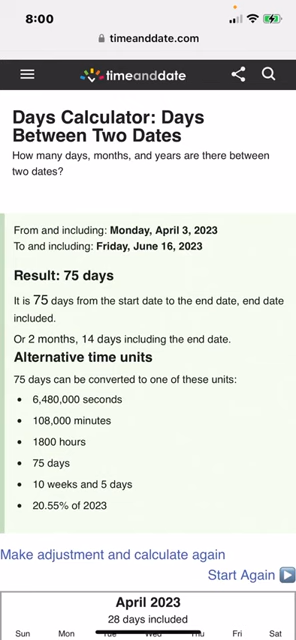 8:00
timeanddate.com
timeanddate
Days Calculator: Days
Between Two Dates
How many days, months, and years are there between
two dates?
From and including: Monday, April 3, 2023
To and including: Friday, June 16, 2023
Result: 75 days
It is 75 days from the start date to the end date, end date
included.
Or 2 months, 14 days including the end date.
Alternative time units
75 days can be converted to one of these units:
• 6,480,000 seconds
• 108,000 minutes
• 1800 hours
• 75 days
• 10 weeks and 5 days
• 20.55% of 2023
Make adjustment and calculate again
Start Again
April 2023
28 days included
Sun Mon Tue Wed Thu Fri Sat